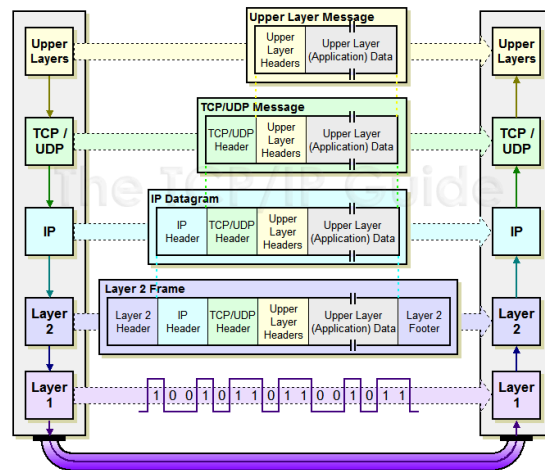 Upper Layer Message
Upper
Layers
Upper
Layer
Headers
Upper Layer
(Application) Data
Upper
Layers
TCP/UDP Message
TCP /
UDP
TCP/UDP
Header
Upper
Layer
Headers
Upper Layer
(Application) Data
TCP /
UDP
The TCP/IP Guide
IP Datagram
IP
IP
Header
TCP/UDP
Header
Upper
Layer
Headers
Upper Layer
(Application) Data
IP
Layer 2 Frame
Layer
2
Layer 2
Header
IP
Header
TCP/UDP
Header
Upper
Layer
Headers
Upper Layer
(Application) Data
Layer 2
Footer
Layer
2
Layer
1
1 0 0 1 0 1 1 0 1 1 0 0 1 0 1 1
Layer
1